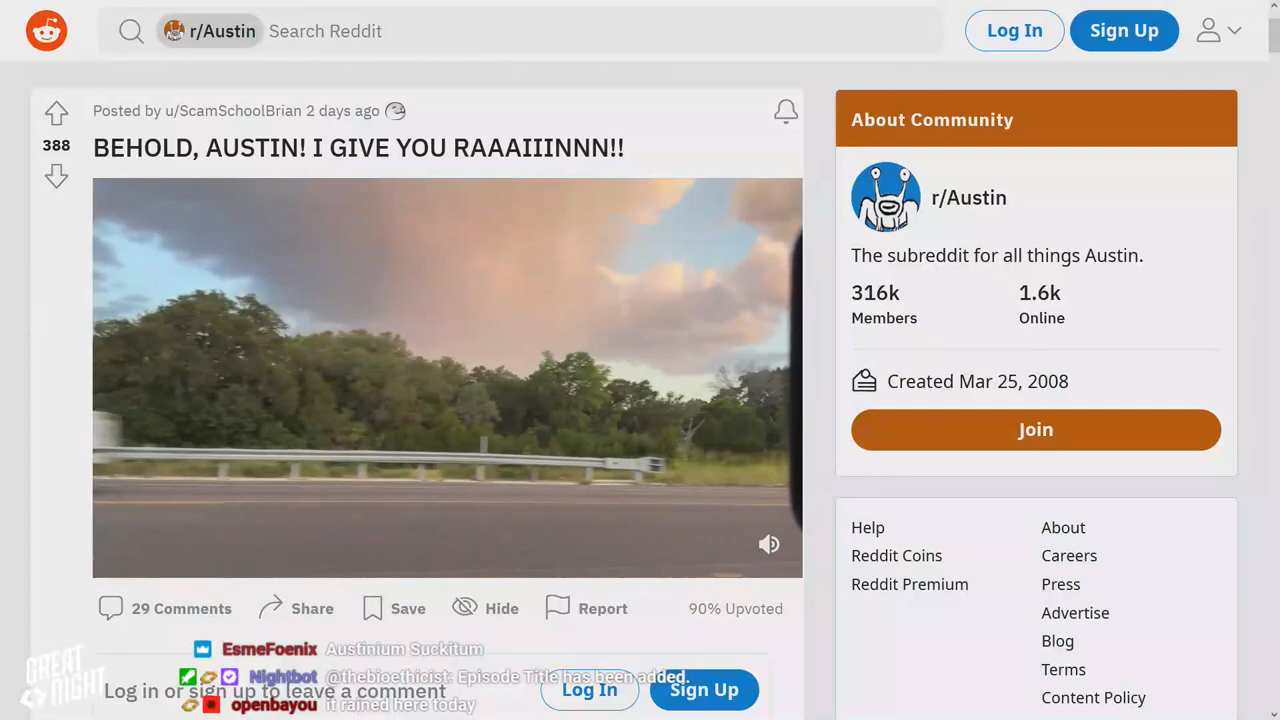 r/Austin Search Reddit
Log In
Sign Up
Posted by u/ScamSchoolBrian 2 days ago
388
BEHOLD, AUSTIN! I GIVE YOU RAAAIIINNN!!
29 Comments
Share
Save
Hide
Report
90% Upvoted
EsmeFoenix Austinium Suckitum
Nightbot @thebioethicist: Episode Title has been added.
Log in or sign up to leave a comment
Log In
Sign Up
openbayou it rained here today
GREAT
NIGHT
About Community
r/Austin
The subreddit for all things Austin.
316k
Members
1.6k
Online
Created Mar 25, 2008
Join
Help
Reddit Coins
Reddit Premium
About
Careers
Press
Advertise
Blog
Terms
Content Policy